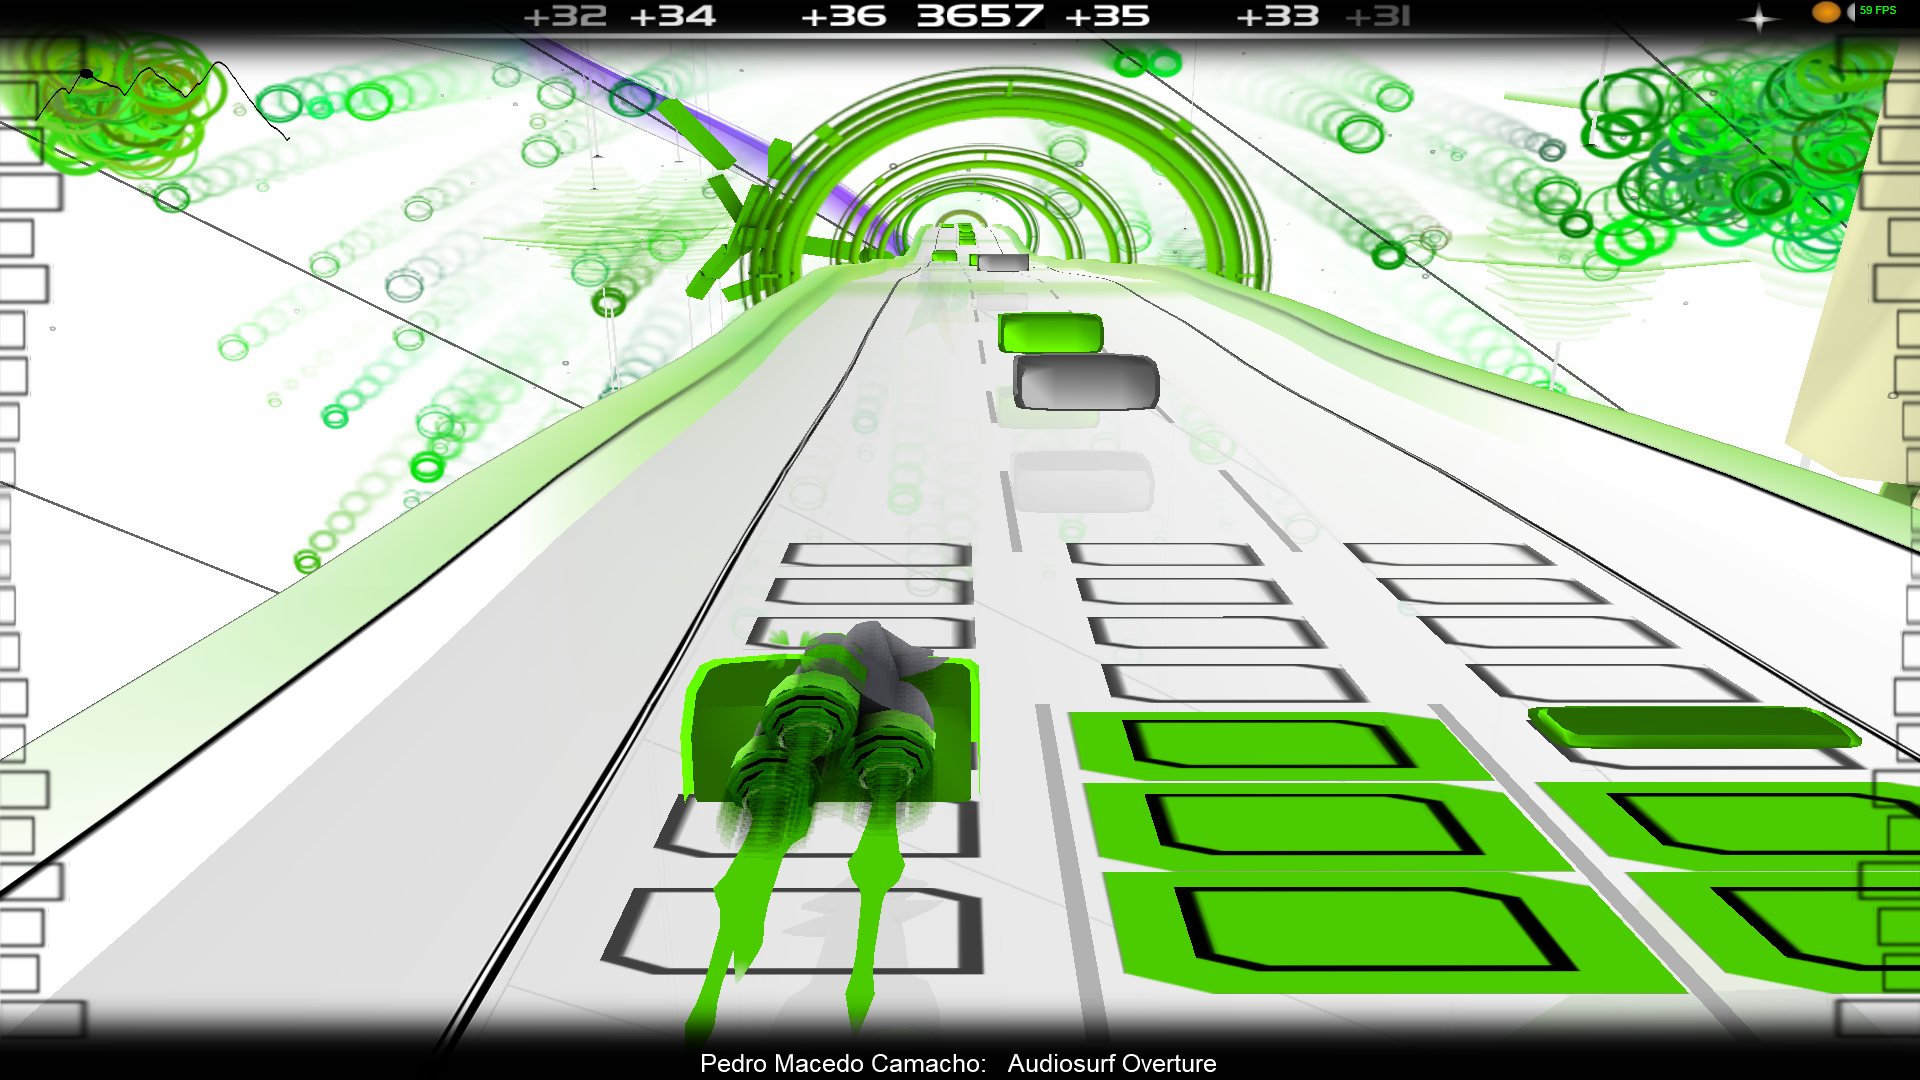 +32 +34 +36 3657 +35 +33 +31
59 FPS
Pedro Macedo Camacho: Audiosurf Overture